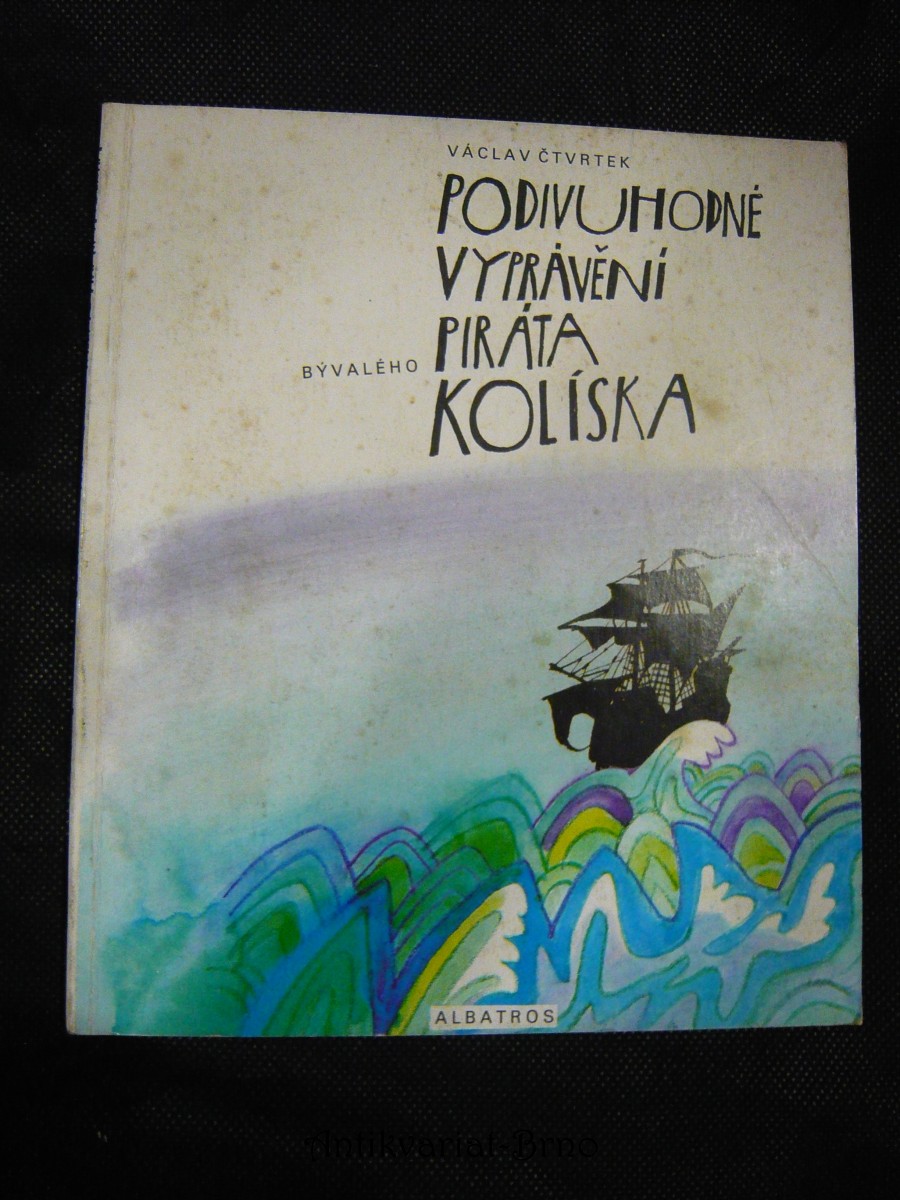 VÁCLAV ČTVRTEK
PODIVUHODNÉ
VYPRÁVĚNÍ
BÝVALÉHO PIRÁTA
KOLÍSKA
ALBATROS
Antikvariat-Brno